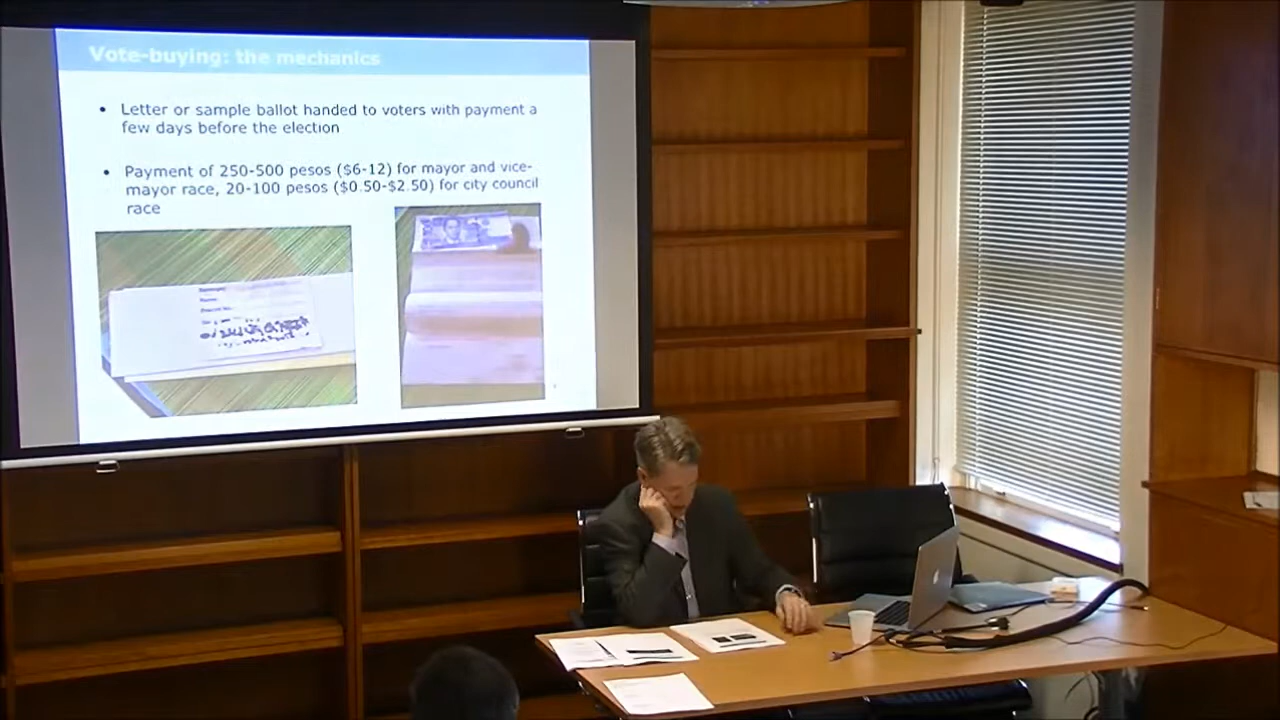 Vote-buying: the mechanics
• Letter or sample ballot handed to voters with payment a
few days before the election
• Payment of 250-500 pesos ($6-12) for mayor and vice-
mayor race, 20-100 pesos ($0.50-$2.50) for city council
race